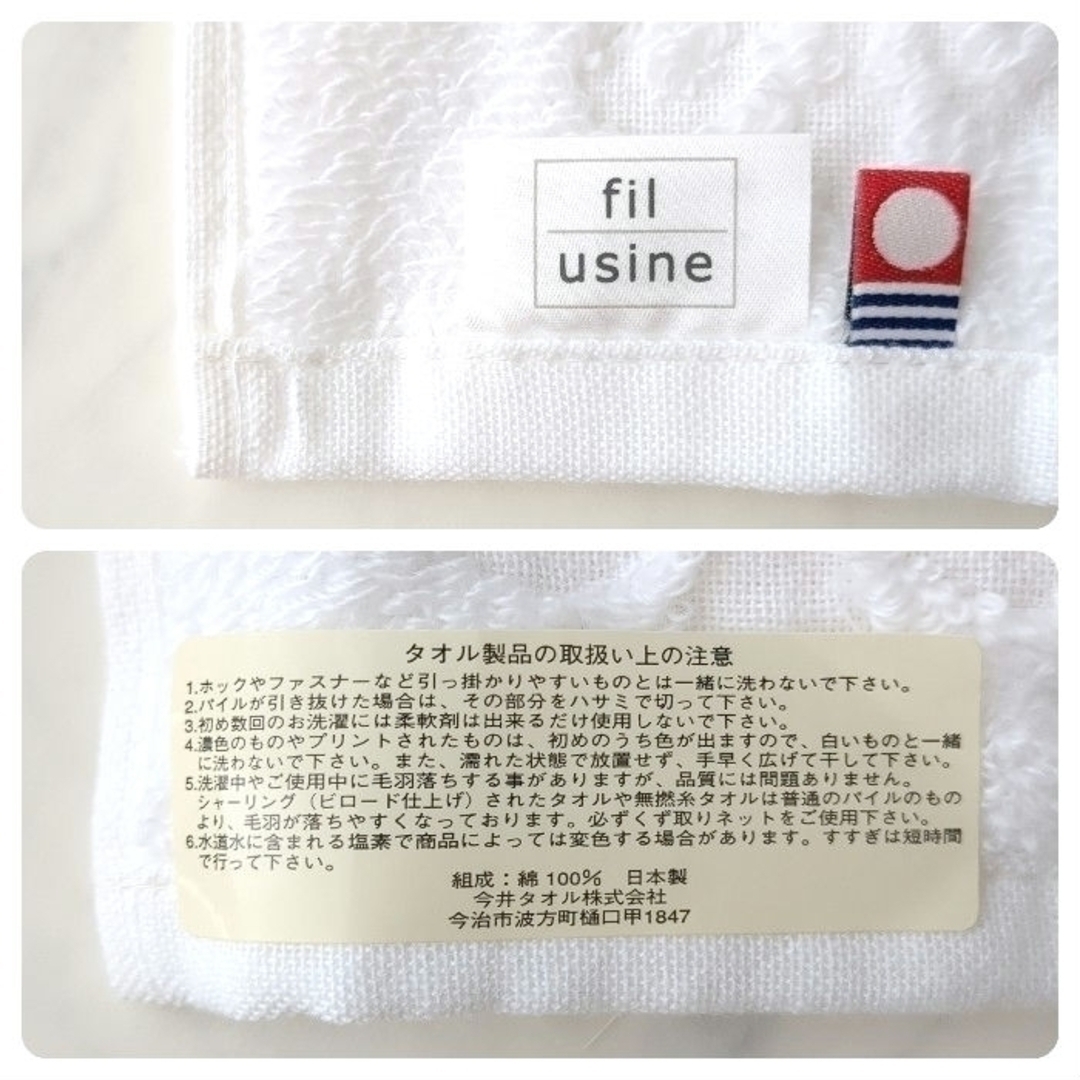 fil
usine
タオル製品の取扱い上の注意
1.ホックやファスナーなど引っ掛かりやすいものとは一緒に洗わないで下さい。
2.パイルが引き抜けた場合は、その部分をハサミで切って下さい。
3.初め数回のお洗濯には柔軟剤は出来るだけ使用しないで下さい。
4.濃色のものやプリントされたものは、初めのうち色が出ますので、白いものと一緒
に洗わないで下さい。また、濡れた状態で放置せず、手早く広げて干して下さい。
5.洗濯中やご使用中に毛羽落ちする事がありますが、品質には問題ありません。
シャーリング（ビロード仕上げ）されたタオルや無撚糸タオルは普通のパイルのもの
より、毛羽が落ちやすくなっております。必ずくず取りネットをご使用下さい。
6.水道水に含まれる塩素で商品によっては変色する場合があります。すすぎは短時間
で行って下さい。
組成：綿 100% 日本製
今井タオル株式会社
今治市波方町樋口甲1847